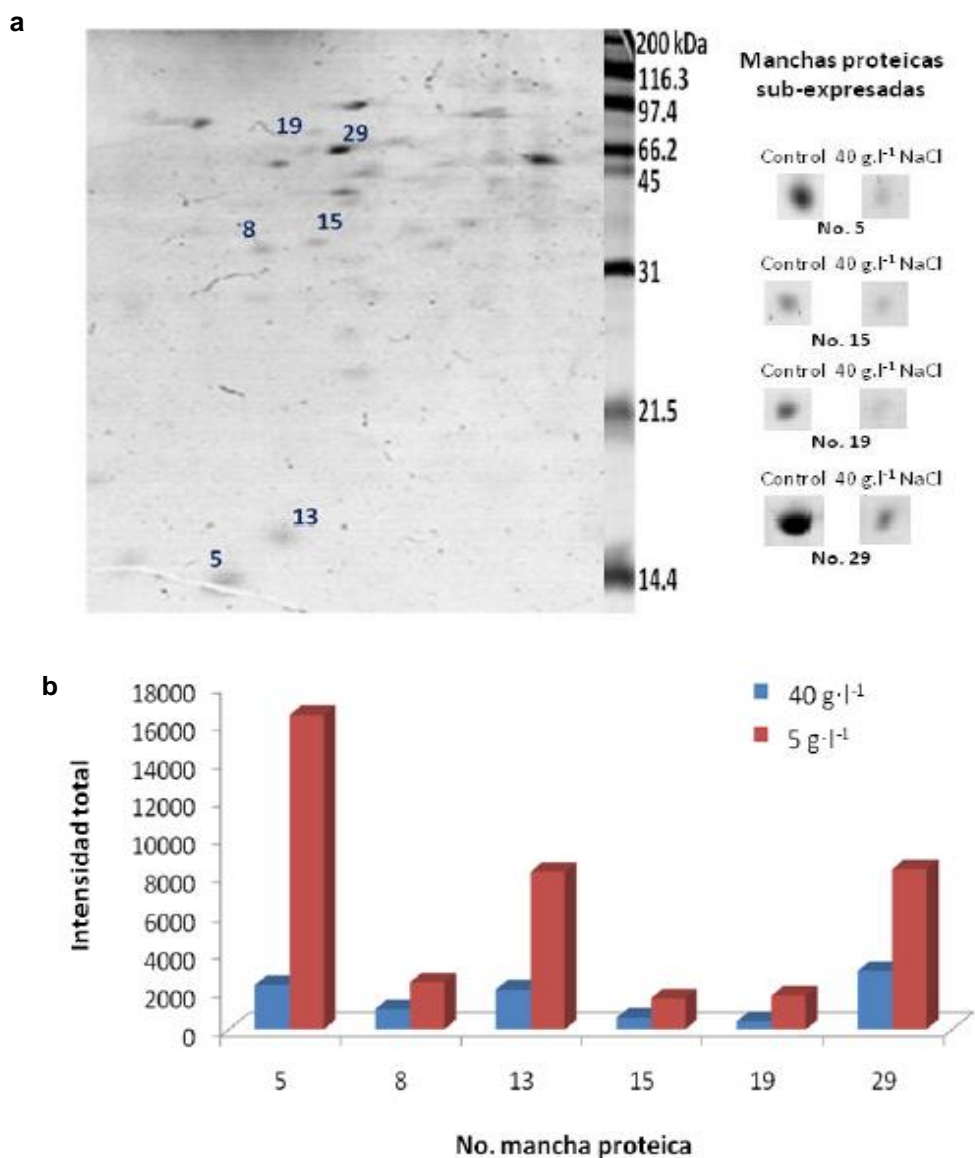 a
200 kDa
116.3
97.4
66.2
45
31
21.5
14.4
19
29
8
15
13
5
Manchas proteicas
sub-expresadas
Control 40 g.l-1 NaCl
No. 5
Control 40 g.l-1 NaCl
No. 15
Control 40 g.l-1 NaCl
No. 19
Control 40 g.l-1 NaCl
No. 29
b
Intensidad total
18000
16000
14000
12000
10000
8000
6000
4000
2000
0
40 g·l-1
5 g·l-1
5 8 13 15 19 29
No. mancha proteica